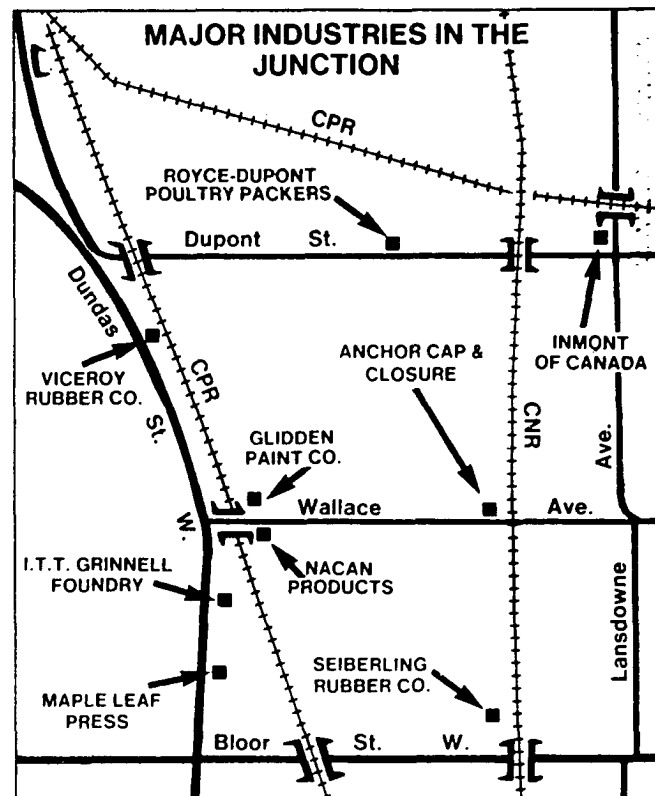 MAJOR INDUSTRIES IN THE
JUNCTION
CPR
ROYCE-DUPONT
POULTRY PACKERS
Dupont St.
Dundas St. W.
VICEROY
RUBBER CO.
CPR
ANCHOR CAP &
CLOSURE
INMONT
OF CANADA
CNR
GLIDDEN
PAINT CO.
Wallace Ave.
Lansdowne Ave.
I.T.T. GRINNELL
FOUNDRY
NACAN
PRODUCTS
MAPLE LEAF
PRESS
SEIBERLING
RUBBER CO.
Bloor St. W.